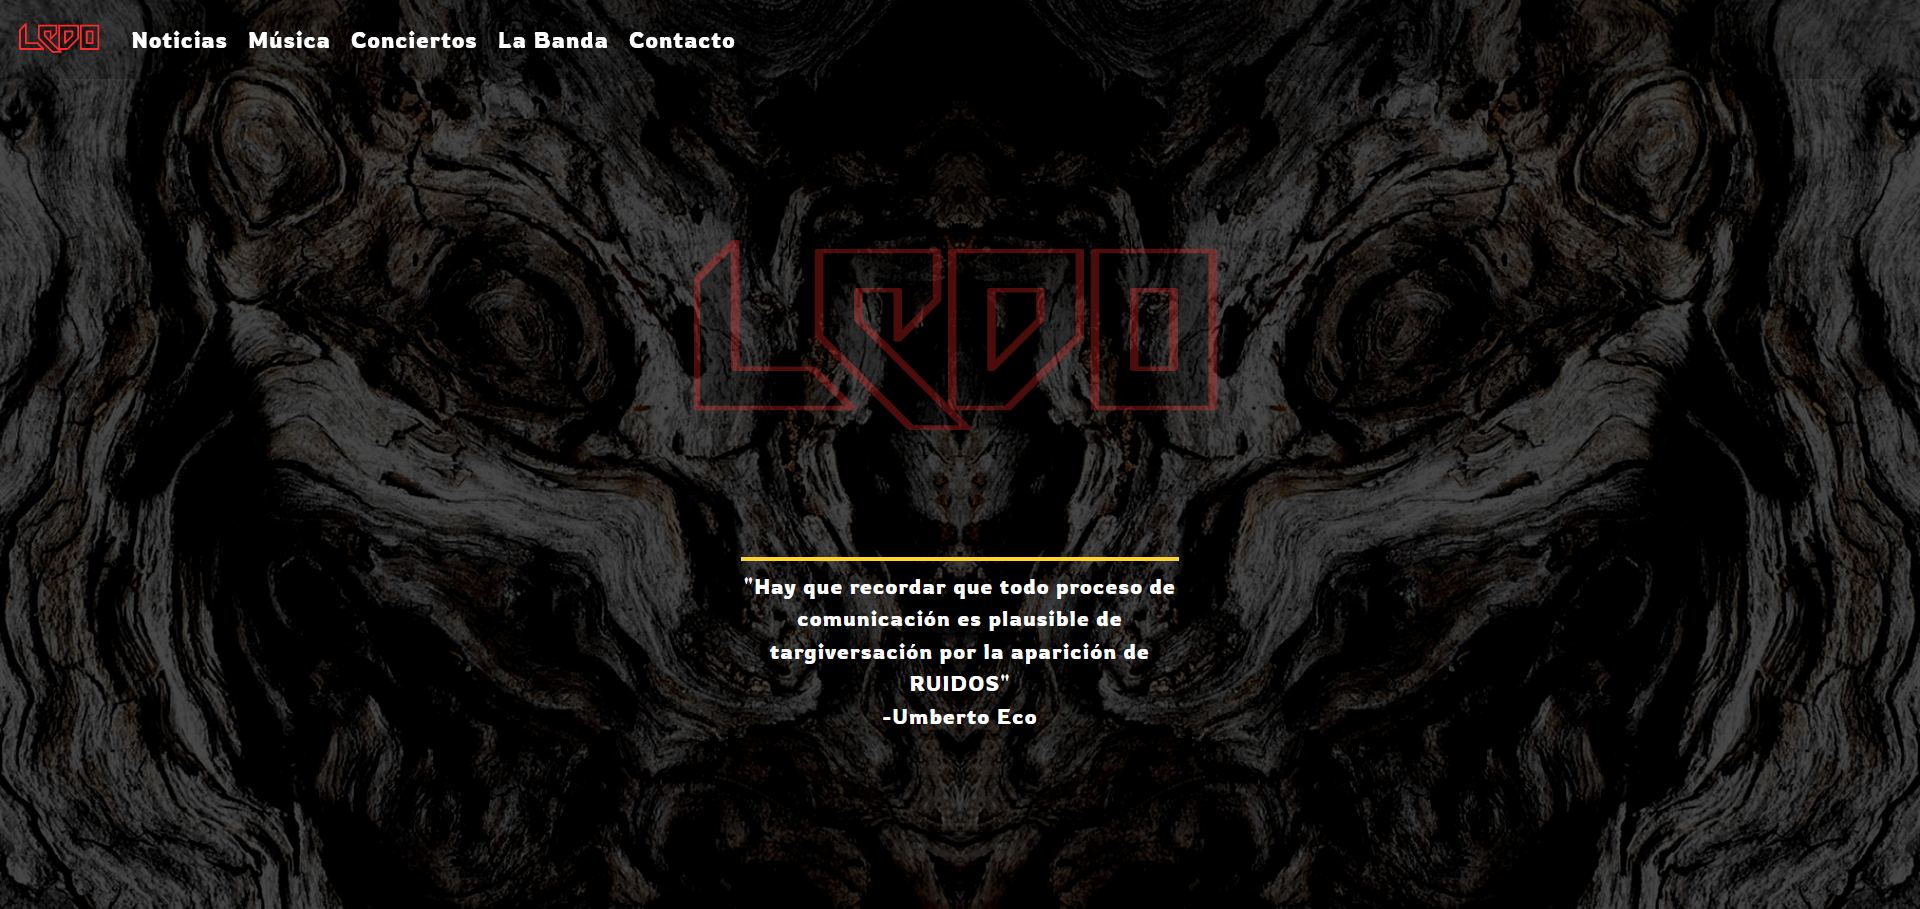 LRDO
Noticias Música Conciertos La Banda Contacto
LRDO
"Hay que recordar que todo proceso de
comunicación es plausible de
targiversación por la aparición de
RUIDOS"
-Umberto Eco